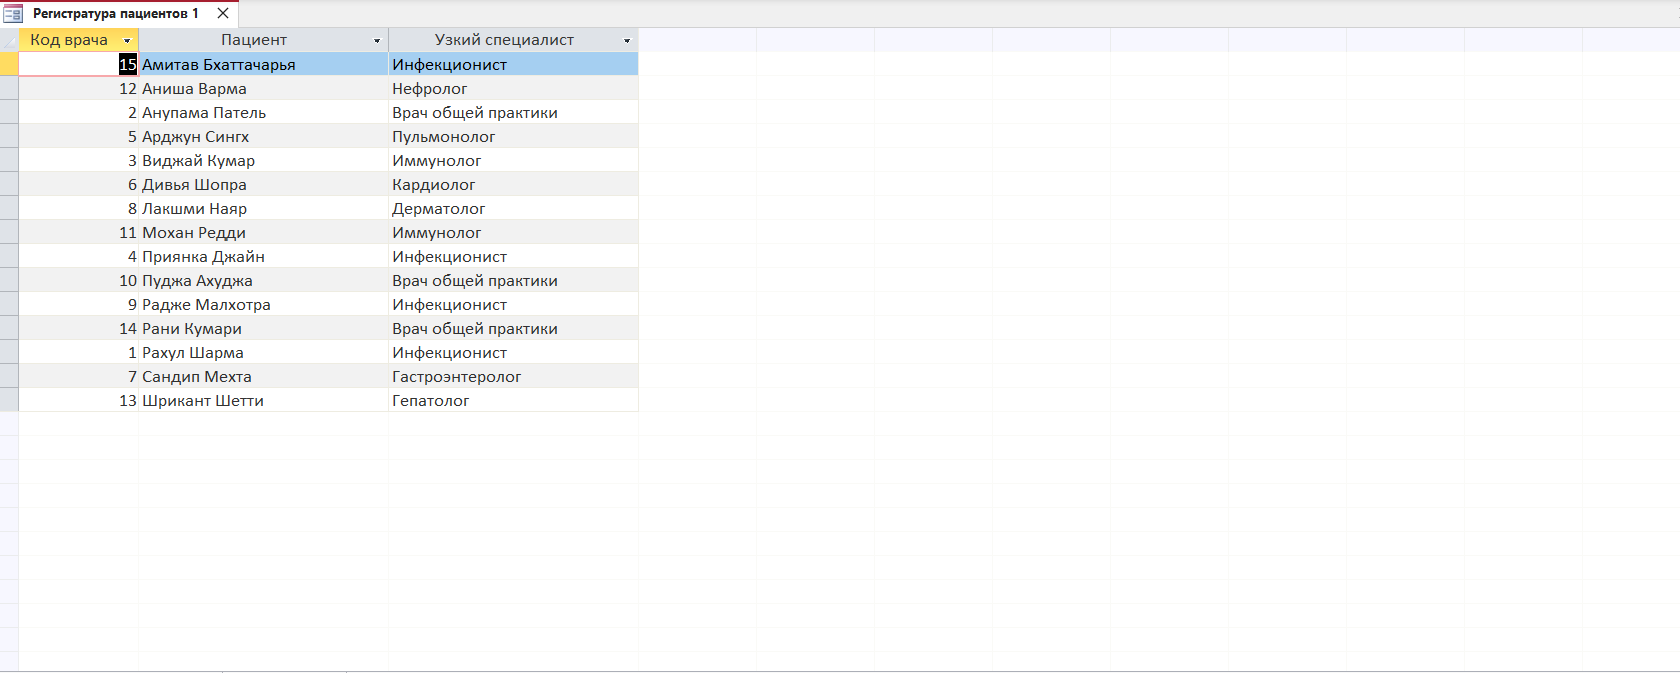 Регистратура пациентов 1
Код врача Пациент Узкий специалист
15 Амитав Бхаттачарья Инфекционист
12 Аниша Варма Нефролог
2 Анупама Патель Врач общей практики
5 Арджун Сингх Пульмонолог
3 Виджай Кумар Иммунолог
6 Дивья Шопра Кардиолог
8 Лакшми Наяр Дерматолог
11 Мохан Редди Иммунолог
4 Приянка Джайн Инфекционист
10 Пуджа Ахуджа Врач общей практики
9 Радже Малхотра Инфекционист
14 Рани Кумари Врач общей практики
1 Рахул Шарма Инфекционист
7 Сандип Мехта Гастроэнтеролог
13 Шрикант Шетти Гепатолог